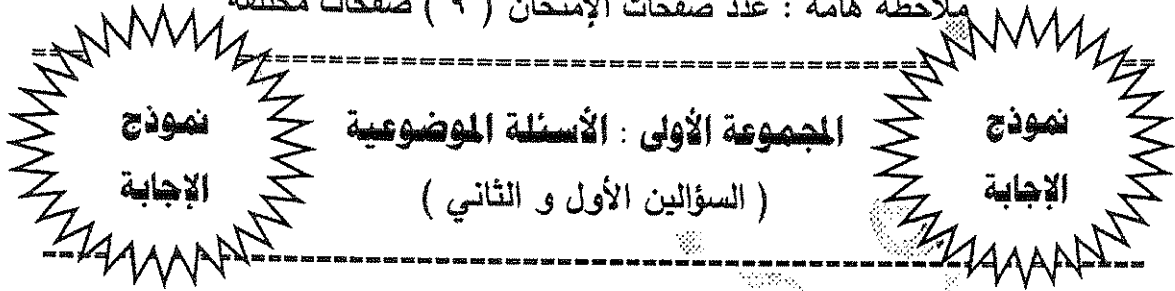 ملاحظة هامة : عدد صفحات الإمتحان ( ٩ ) صفحات مختلفة
نموذج
الإجابة
المجموعة الأولى : الأسئلة الموضوعية
( السؤالين الأول و الثاني )
نموذج
الإجابة